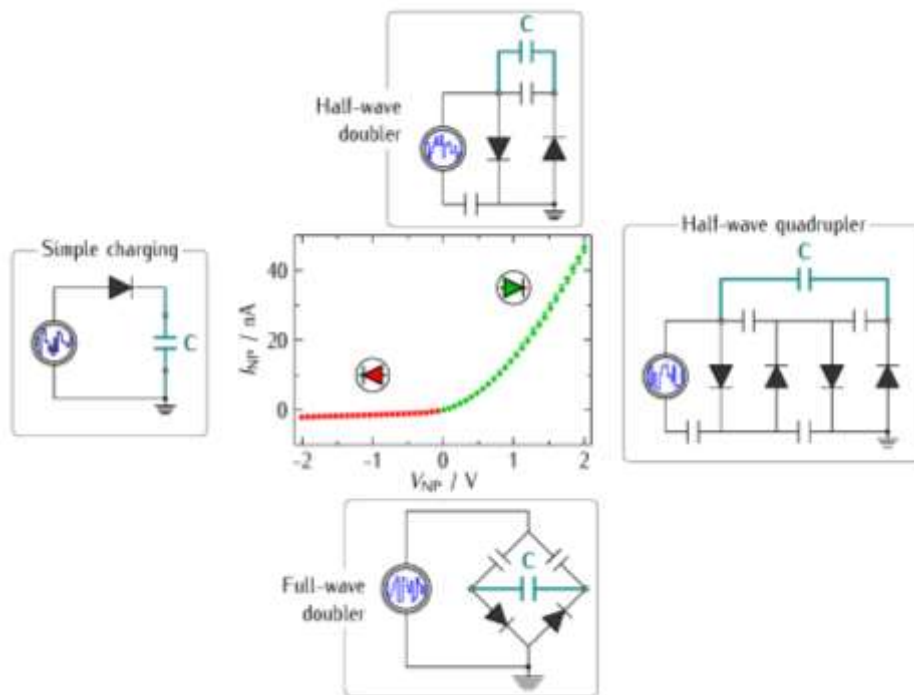 C
Half-wave
doubler
Simple charging
C
I_NP / nA
40
20
0
-2
-1
0
1
2
V_NP / V
Half-wave quadrupler
C
Full-wave
doubler
C